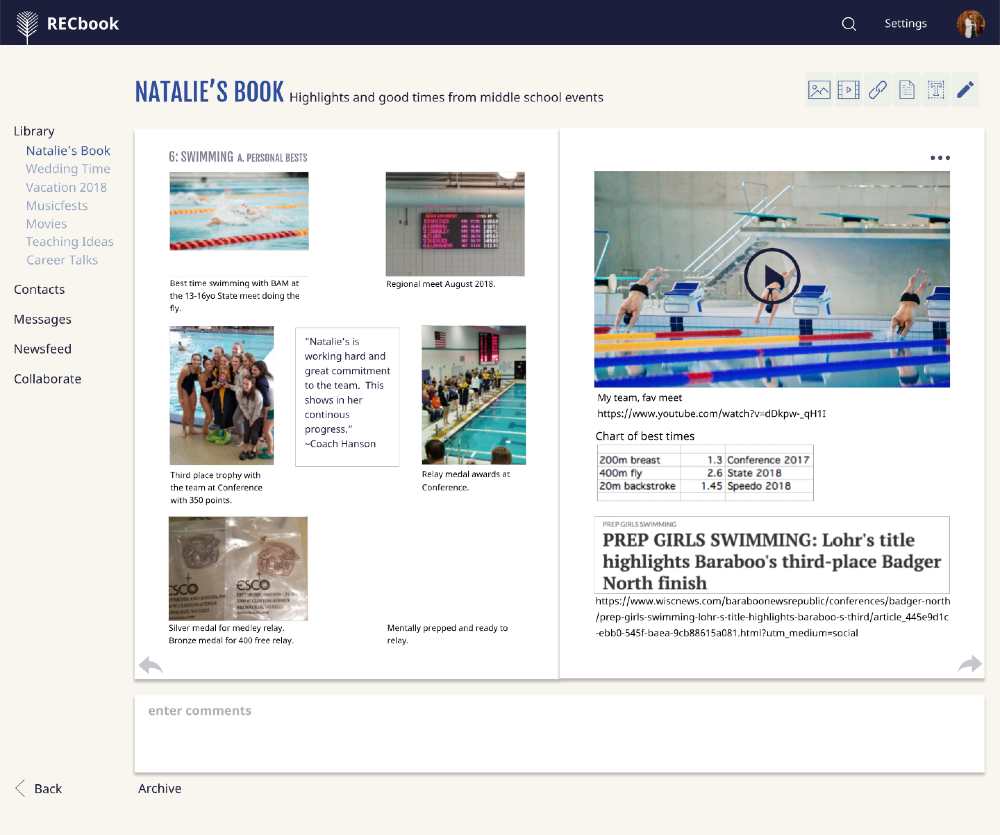 RECbook
Settings
NATALIE'S BOOK Highlights and good times from middle school events
Library
Natalie's Book
Wedding Time
Vacation 2018
Musicfests
Movies
Teaching Ideas
Career Talks
Contacts
Messages
Newsfeed
Collaborate
6: SWIMMING A. PERSONAL BESTS
Best time swimming with BAM at
the 13-16yo State meet doing the
fly.
Regional meet August 2018.
"Natalie's is
working hard and
great commitment
to the team. This
shows in her
continous
progress."
~Coach Hanson
Third place trophy with
the team at Conference
with 350 points.
Relay medal awards at
Conference.
ESCO
ESCO
Silver medal for medley relay.
Bronze medal for 400 free relay.
Mentally prepped and ready to
relay.
My team, fav meet
https://www.youtube.com/watch?v=dDkpw-_qH1I
Chart of best times
200m breast 1.3 Conference 2017
400m fly 2.6 State 2018
20m backstroke 1.45 Speedo 2018
PREP GIRLS SWIMMING
PREP GIRLS SWIMMING: Lohr's title
highlights Baraboo's third-place Badger
North finish
https://www.wiscnews.com/baraboonewsrepublic/conferences/badger-north
/prep-girls-swimming-lohr-s-title-highlights-baraboo-s-third/article_445e9d1c
-ebb0-545f-baea-9cb88615a081.html?utm_medium=social
enter comments
Back
Archive